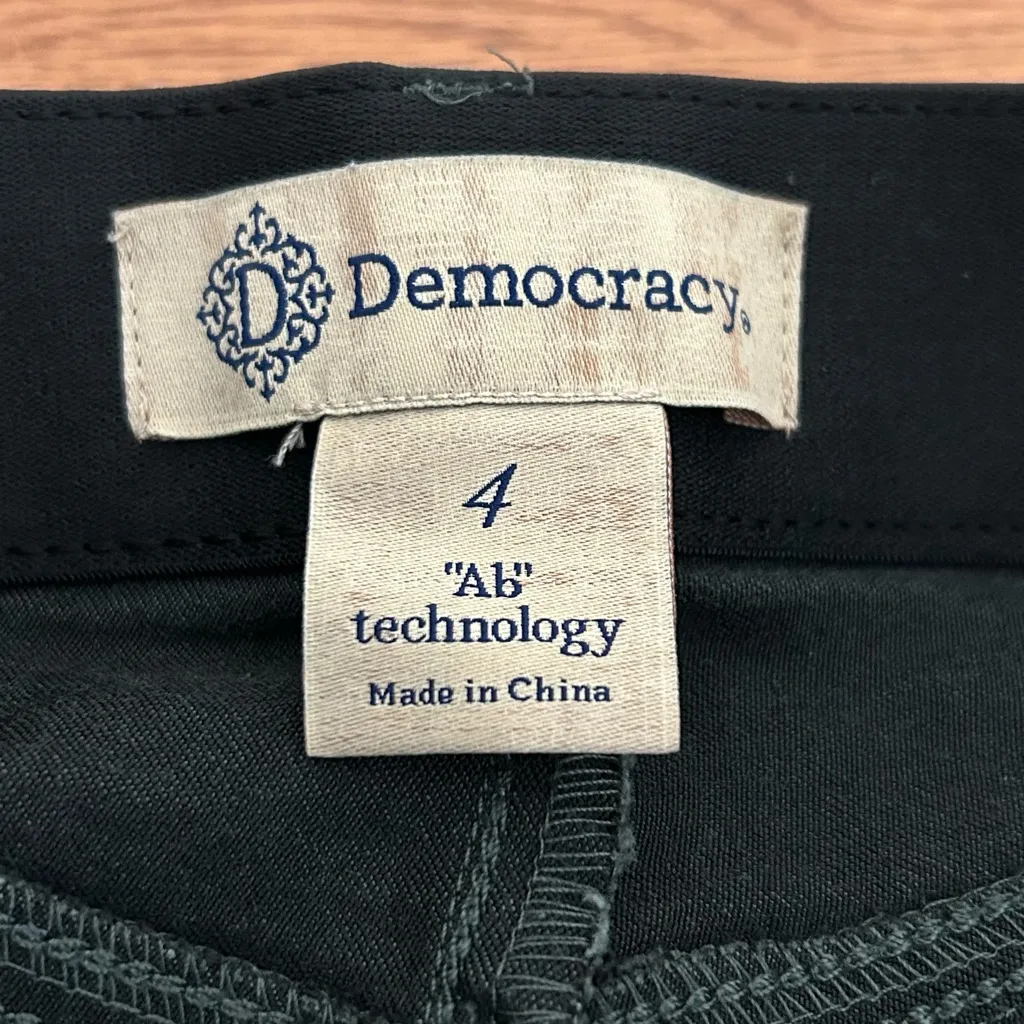 D Democracy®
4
"Ab"
technology
Made in China